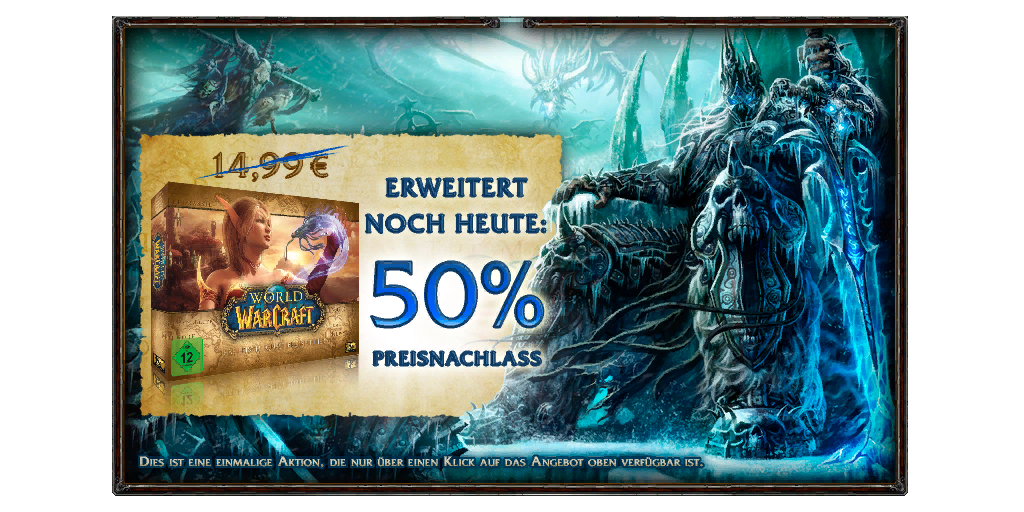 14,99 €
ERWEITERT
NOCH HEUTE:
50%
PREISNACHLASS
WORLD
OF
WARCRAFT
12
DIES IST EINE EINMALIGE AKTION, DIE NUR ÜBER EINEN KLICK AUF DAS ANGEBOT OBEN VERFÜGBAR IST.